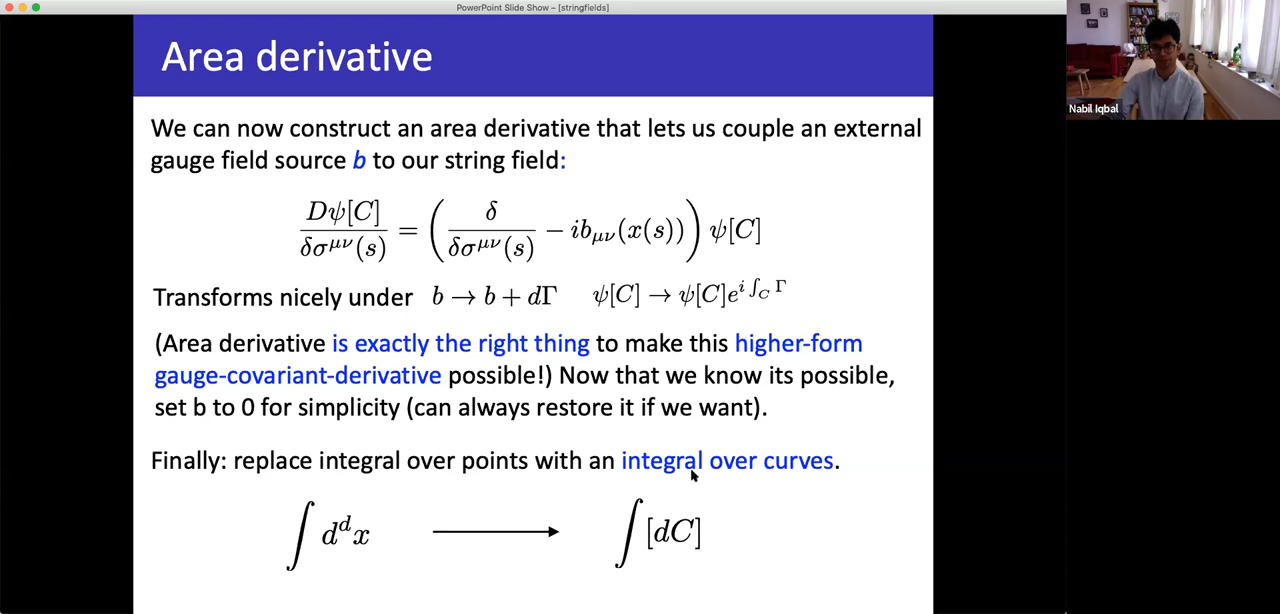 PowerPoint Slide Show – [stringfields]
Area derivative
Nabil Iqbal
We can now construct an area derivative that lets us couple an external
gauge field source b to our string field:
Dψ[C] / δσ^{μν}(s) = ( δ / δσ^{μν}(s) − i b_{μν}(x(s)) ) ψ[C]
Transforms nicely under b → b + dΓ ψ[C] → ψ[C]e^{i ∫_C Γ}
(Area derivative is exactly the right thing to make this higher-form
gauge-covariant-derivative possible!) Now that we know its possible,
set b to 0 for simplicity (can always restore it if we want).
Finally: replace integral over points with an integral over curves.
∫ d^d x ⟶ ∫ [dC]